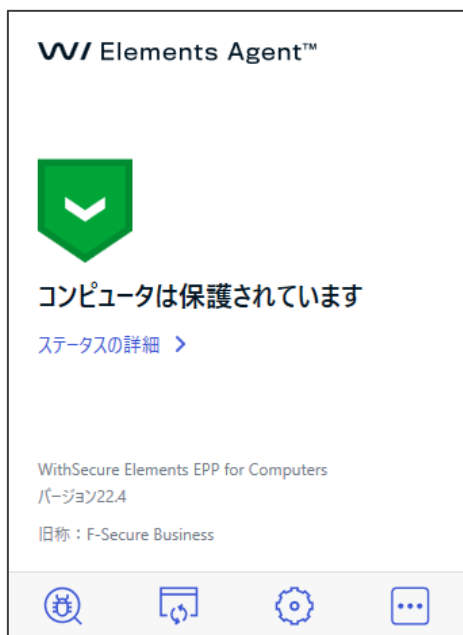 W/ Elements Agent™
コンピュータは保護されています
ステータスの詳細
WithSecure Elements EPP for Computers
バージョン22.4
旧称：F-Secure Business